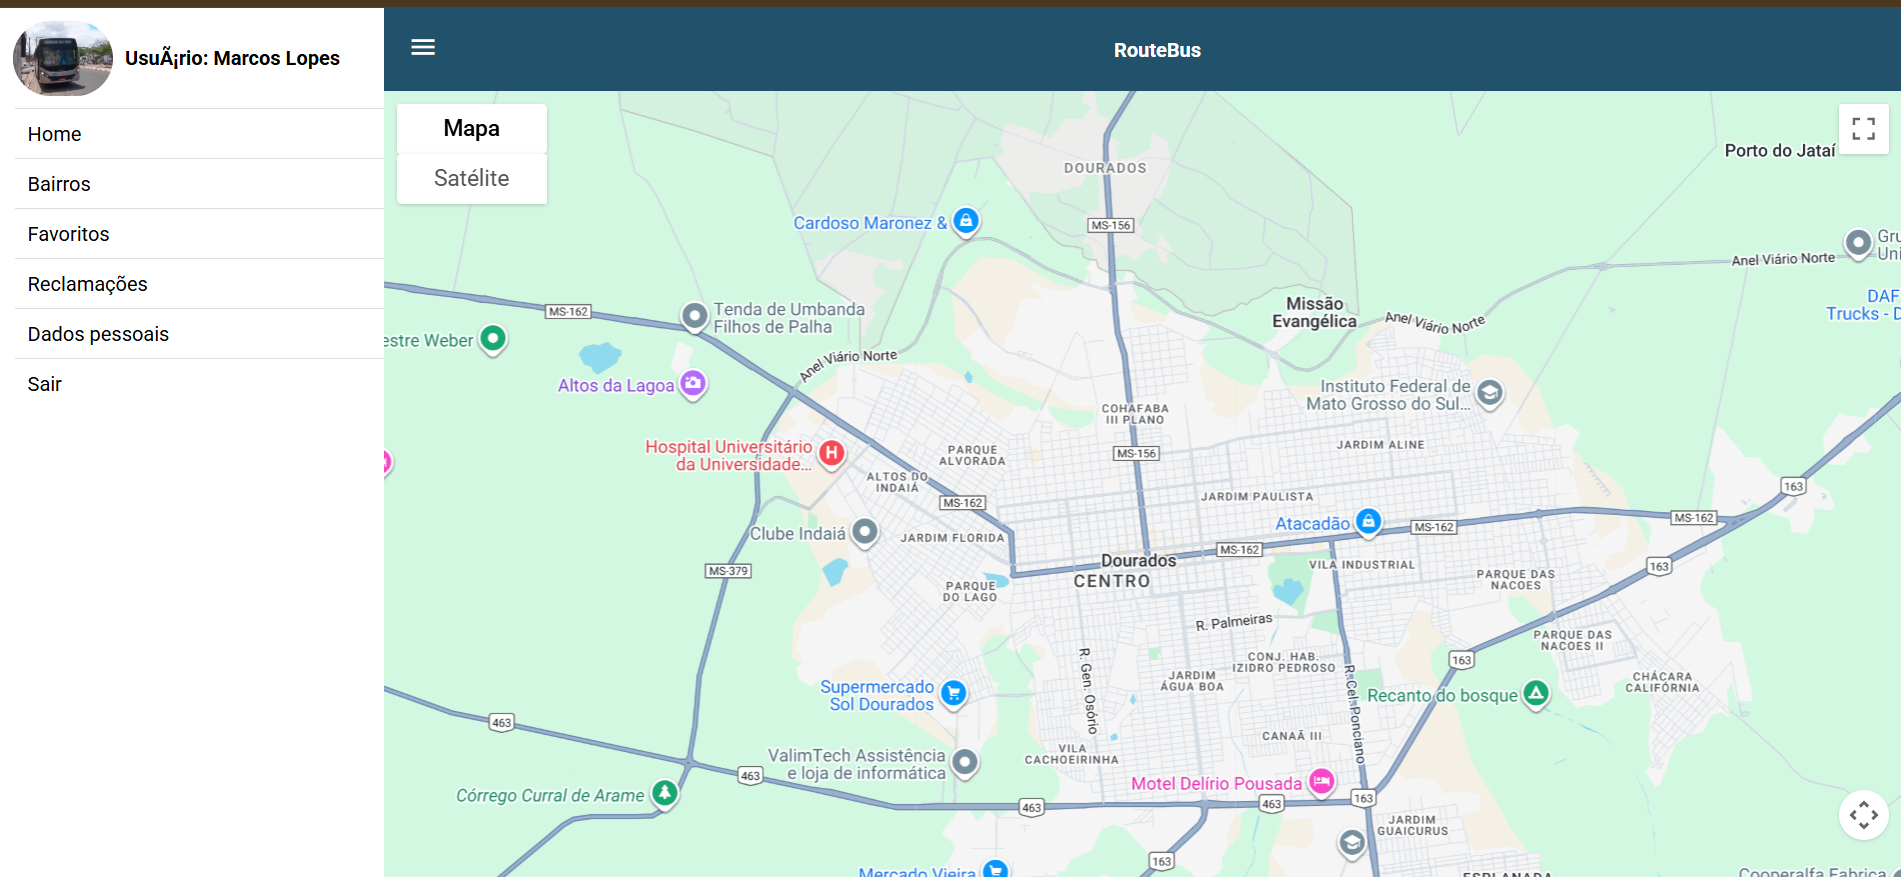 UsuÃ¡rio: Marcos Lopes
Home
Bairros
Favoritos
Reclamações
Dados pessoais
Sair
RouteBus
Mapa
Satélite
DOURADOS
Porto do Jataí
Cardoso Maronez &
MS-156
Anel Viário Norte
Gru
Uni
DAF
Trucks - D
MS-162
Tenda de Umbanda
Filhos de Palha
Missão
Evangélica
Anel Viário Norte
estre Weber
Anel Viário Norte
Altos da Lagoa
Instituto Federal de
Mato Grosso do Sul...
COHAFABA
III PLANO
JARDIM ALINE
Hospital Universitário
da Universidade...
PARQUE
ALVORADA
MS-156
ALTOS DO
INDAIÁ
163
JARDIM PAULISTA
MS-162
Clube Indaiá
JARDIM FLORIDA
Atacadão
MS-162
MS-162
MS-162
Dourados
CENTRO
VILA INDUSTRIAL
163
MS-379
PARQUE
DO LAGO
PARQUE DAS
NACOES
R. Palmeiras
PARQUE DAS
NACOES II
CONJ. HAB.
IZIDRO PEDROSO
163
R. Gen. Osório
JARDIM
ÁGUA BOA
R. Cel. Ponciano
CHÁCARA
CALIFÓRNIA
Supermercado
Sol Dourados
Recanto do bosque
463
CANAÃ III
VILA
CACHOEIRINHA
ValimTech Assistência
e loja de informática
463
Motel Delírio Pousada
Córrego Curral de Arame
463
463
163
JARDIM
GUAICURUS
163
Mercado Vieira
ESPLANADA
Cooperalfa Fabrica